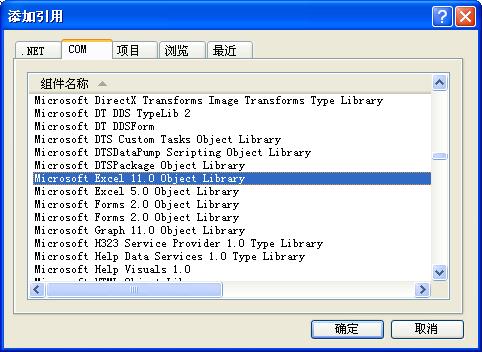 添加引用
.NET COM 项目 浏览 最近
组件名称
Microsoft DirectX Transforms Image Transforms Type Library
Microsoft DT DDS TypeLib 2
Microsoft DT DDSForm
Microsoft DTS Custom Tasks Object Library
Microsoft DTSDataPump Scripting Object Library
Microsoft DTSPackage Object Library
Microsoft Excel 11.0 Object Library
Microsoft Excel 5.0 Object Library
Microsoft Forms 2.0 Object Library
Microsoft Forms 2.0 Object Library
Microsoft Graph 11.0 Object Library
Microsoft H323 Service Provider 1.0 Type Library
Microsoft Help Data Services 1.0 Type Library
Microsoft Help Visuals 1.0
Microsoft HTML Object Lib
确定 取消